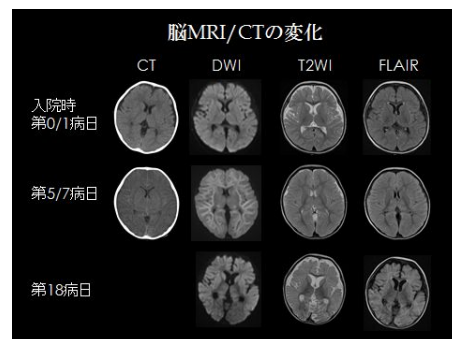 脳MRI/CTの変化
CT DWI T2WI FLAIR
入院時
第0/1病日
第5/7病日
第18病日